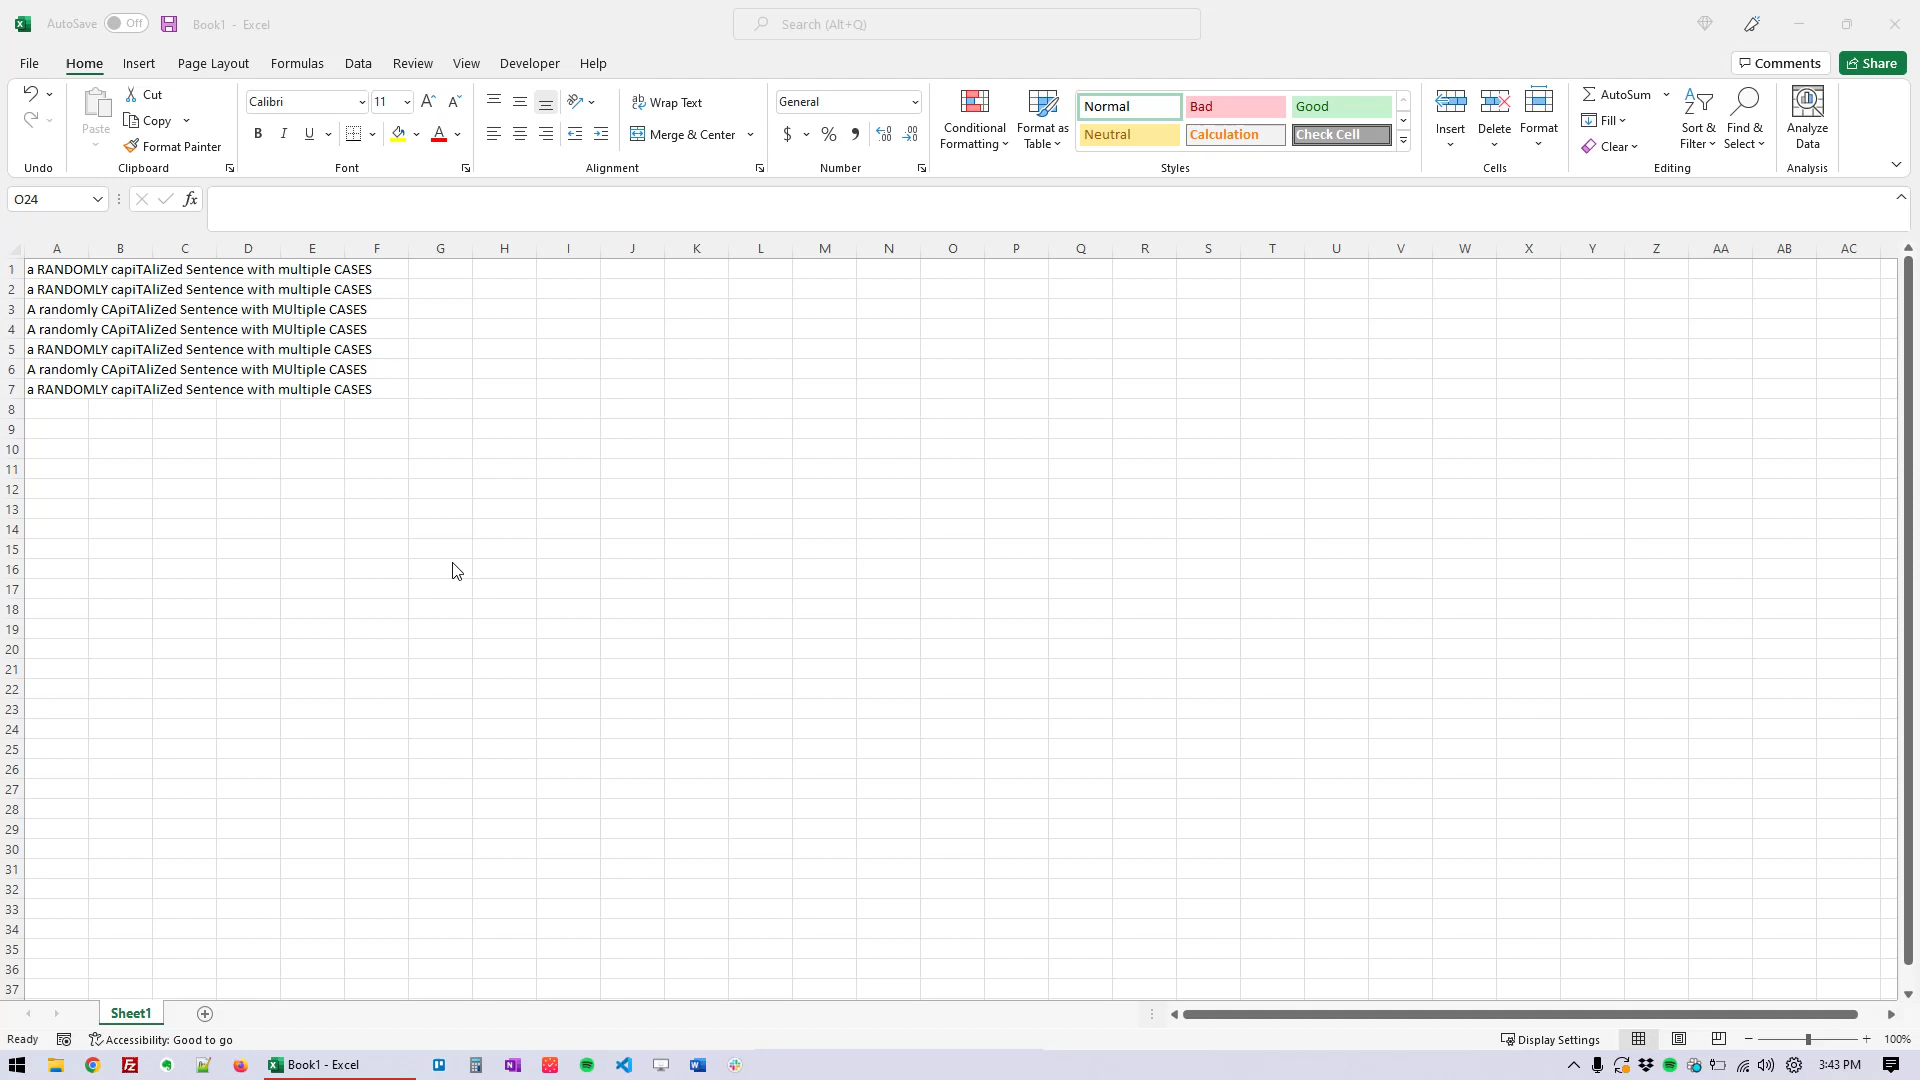 AutoSave Off Book1 - Excel Search (Alt+Q)
File Home Insert Page Layout Formulas Data Review View Developer Help Comments Share
Cut
Copy
Format Painter
Paste
Calibri 11
B I U A
Wrap Text
Merge & Center
General
$ %
Conditional Formatting
Format as Table
Normal Bad Good
Neutral Calculation Check Cell
Insert Delete Format
AutoSum
Fill
Clear
Sort & Filter
Find & Select
Analyze Data
Undo Clipboard Font Alignment Number Styles Cells Editing Analysis
O24 fx
A B C D E F G H I J K L M N O P Q R S T U V W X Y Z AA AB AC
1 a RANDOMLY capiTAliZed Sentence with multiple CASES
2 a RANDOMLY capiTAliZed Sentence with multiple CASES
3 A randomly CApiTAliZed Sentence with MUltiple CASES
4 A randomly CApiTAliZed Sentence with MUltiple CASES
5 a RANDOMLY capiTAliZed Sentence with multiple CASES
6 A randomly CApiTAliZed Sentence with MUltiple CASES
7 a RANDOMLY capiTAliZed Sentence with multiple CASES
8
9
10
11
12
13
14
15
16
17
18
19
20
21
22
23
24
25
26
27
28
29
30
31
32
33
34
35
36
37
Sheet1
Ready Accessibility: Good to go Display Settings 100%
Book1 - Excel 3:43 PM